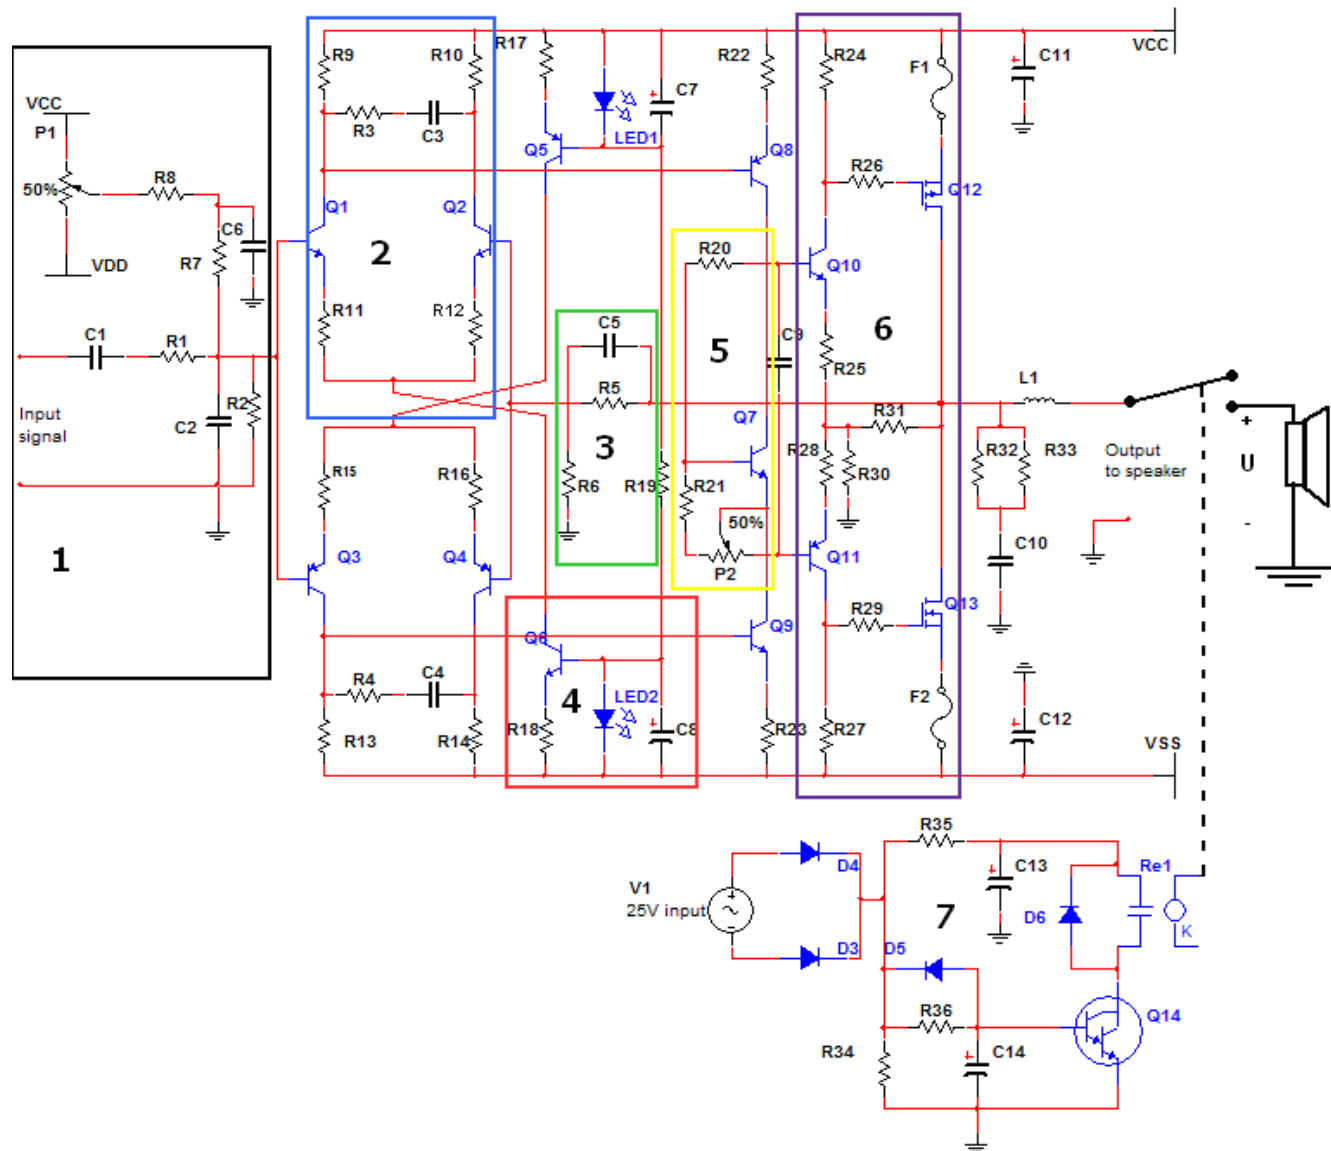 R9
R10
R17
R22
R24
F1
C11
VCC
VCC
P1
R3
C3
LED1
C7
Q5
Q8
50%
R8
R26
Q12
Q1
Q2
C6
2
R7
VDD
R20
Q10
R11
R12
C5
5
C9
6
C1
R1
R25
L1
R5
Input
signal
C2
R2
3
Q7
R31
+
R15
R16
R6
R19
R21
R28
R30
R32
R33
Output
to speaker
U
50%
-
1
Q3
Q4
P2
Q11
C10
R29
Q13
Q6
Q9
R4
C4
4
LED2
F2
R13
R14
R18
C8
R23
R27
C12
VSS
R35
D4
C13
Re1
V1
25V input
7
D6
K
D3
D5
R36
Q14
R34
C14